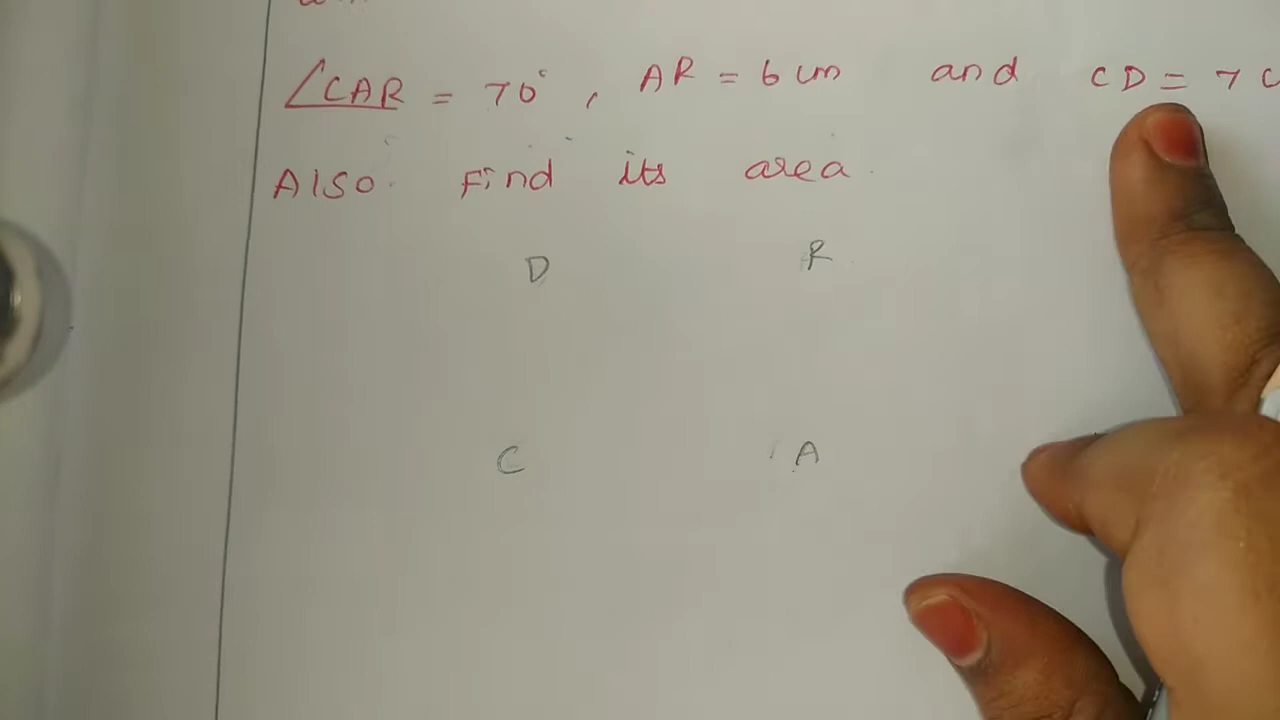 ∠CAR = 70°, AR = 6 cm and CD = 7 c
Also find its area.
D R
C A